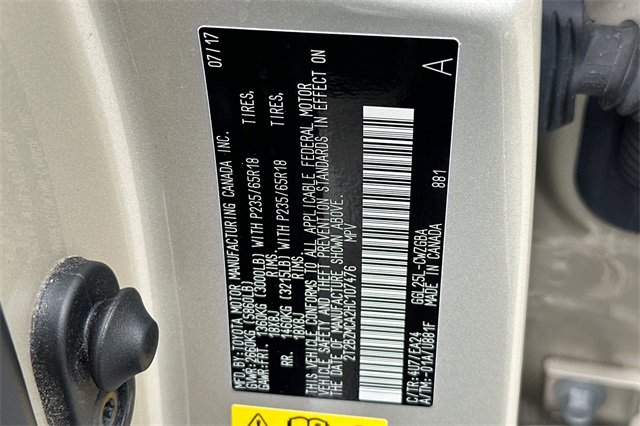 MFD. BY TOYOTA MOTOR MANUFACTURING CANADA INC. 07/17
GVWR: 2660KG (5860LB)
GAWR: FRT. 1360KG (3000LB) WITH P235/65R18 TIRES,
18X8J RIMS,
RR. 1460KG (3215LB) WITH P235/65R18 TIRES,
18X8J RIMS.
THIS VEHICLE CONFORMS TO ALL APPLICABLE FEDERAL MOTOR
VEHICLE SAFETY AND THEFT PREVENTION STANDARDS IN EFFECT ON
THE DATE OF MANUFACTURE SHOWN ABOVE.
2T2BZMCA2HC107476 MPV
C/TR: 4U7/EA24 GGL25L-CWZGBA 881 A
A/TM: -01A/U881F MADE IN CANADA